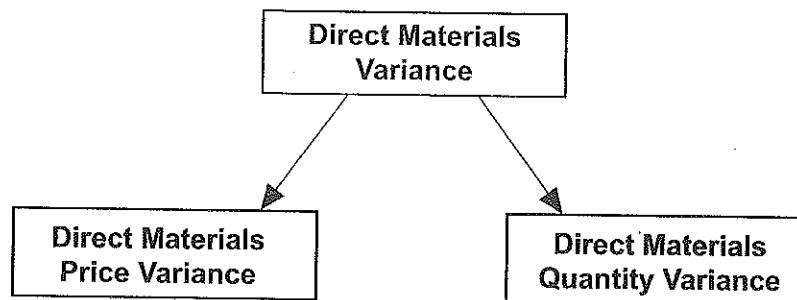 Direct Materials
Variance
Direct Materials
Price Variance
Direct Materials
Quantity Variance